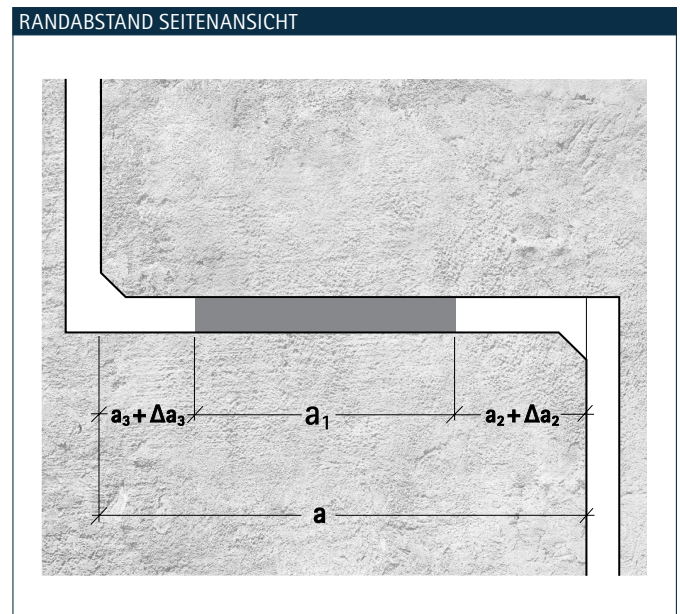 RANDABSTAND SEITENANSICHT
a₃+Δa₃ a₁ a₂+Δa₂
a